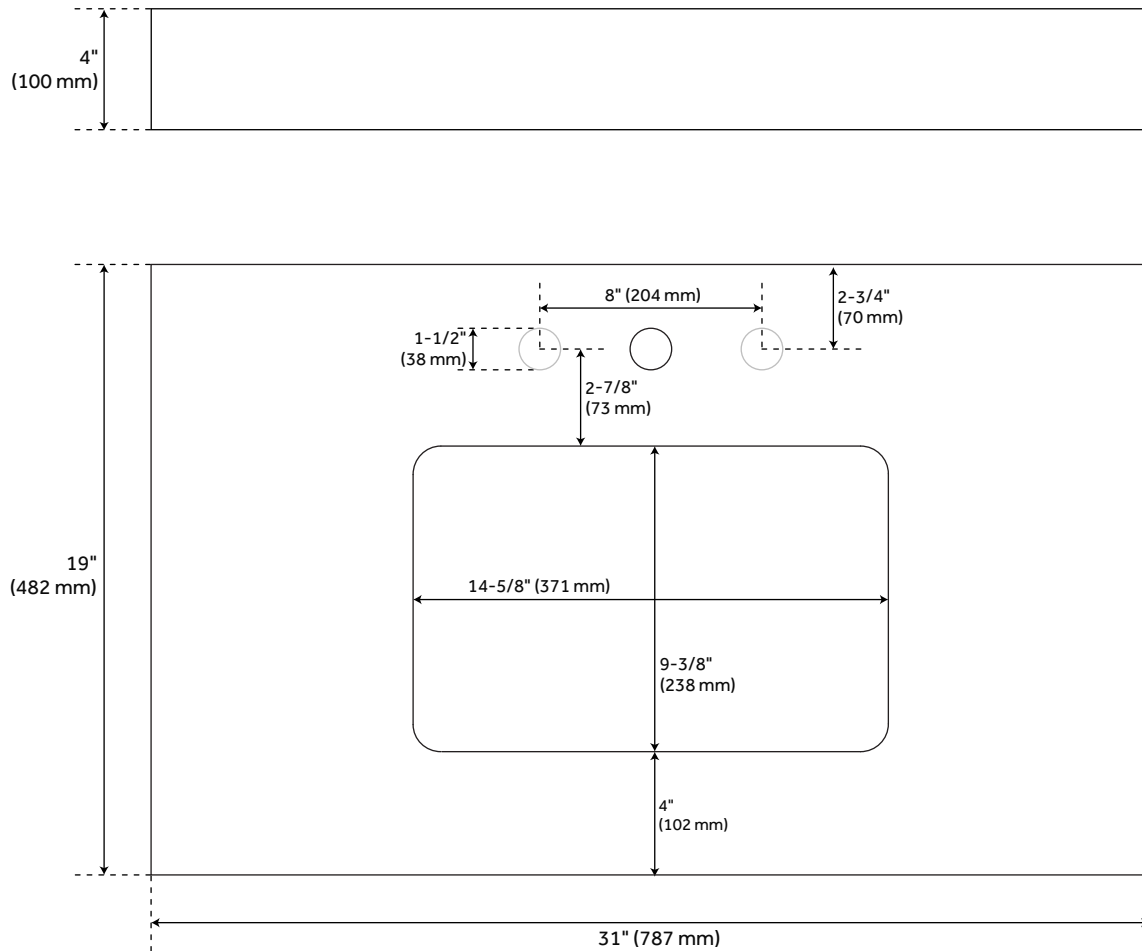 4"
(100 mm)
8" (204 mm)
2-3/4"
(70 mm)
1-1/2"
(38 mm)
2-7/8"
(73 mm)
19"
(482 mm)
14-5/8" (371 mm)
9-3/8"
(238 mm)
4"
(102 mm)
31" (787 mm)